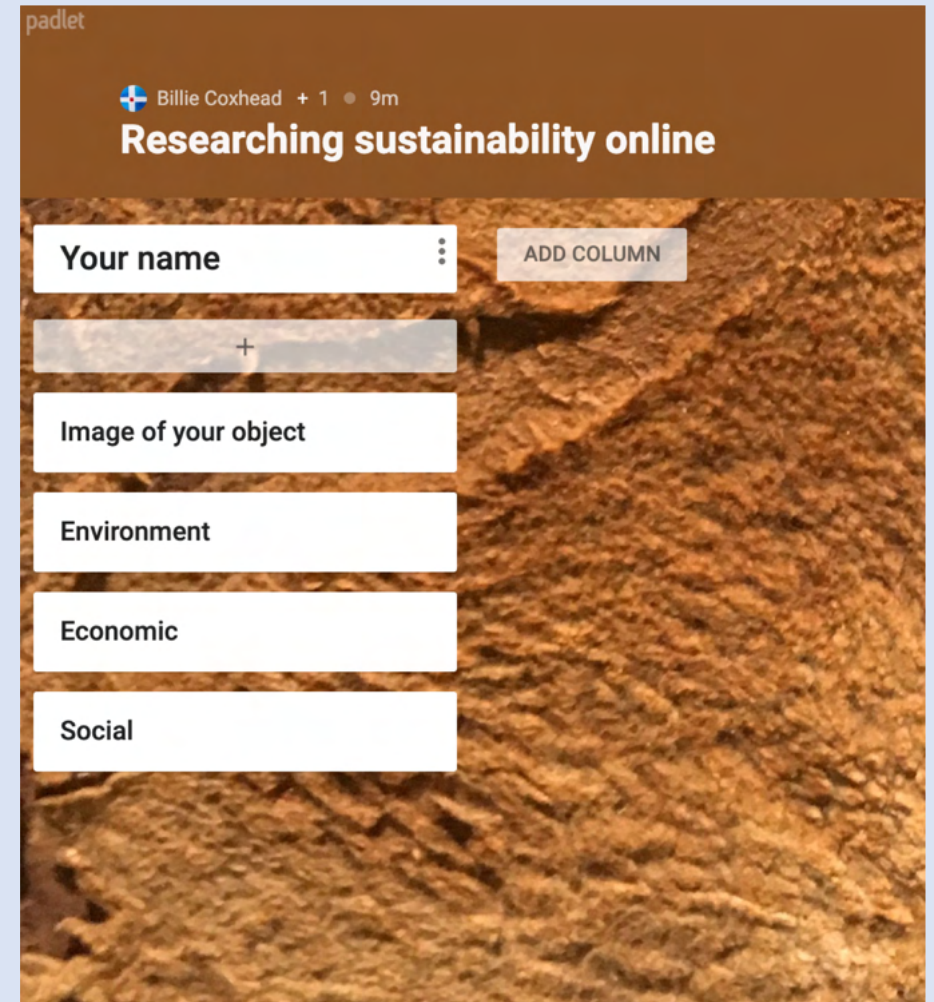 padlet
Billie Coxhead + 1 • 9m
Researching sustainability online
Your name
ADD COLUMN
+
Image of your object
Environment
Economic
Social